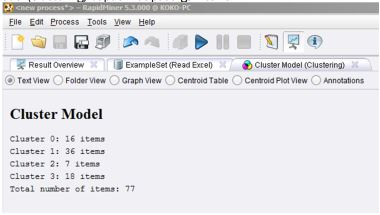 <new process*> – RapidMiner 5.3.000 @ KOKO-PC
File Edit Process Tools View Help
Result Overview ExampleSet (Read Excel) Cluster Model (Clustering)
Text View Folder View Graph View Centroid Table Centroid Plot View Annotations
Cluster Model
Cluster 0: 16 items
Cluster 1: 36 items
Cluster 2: 7 items
Cluster 3: 18 items
Total number of items: 77